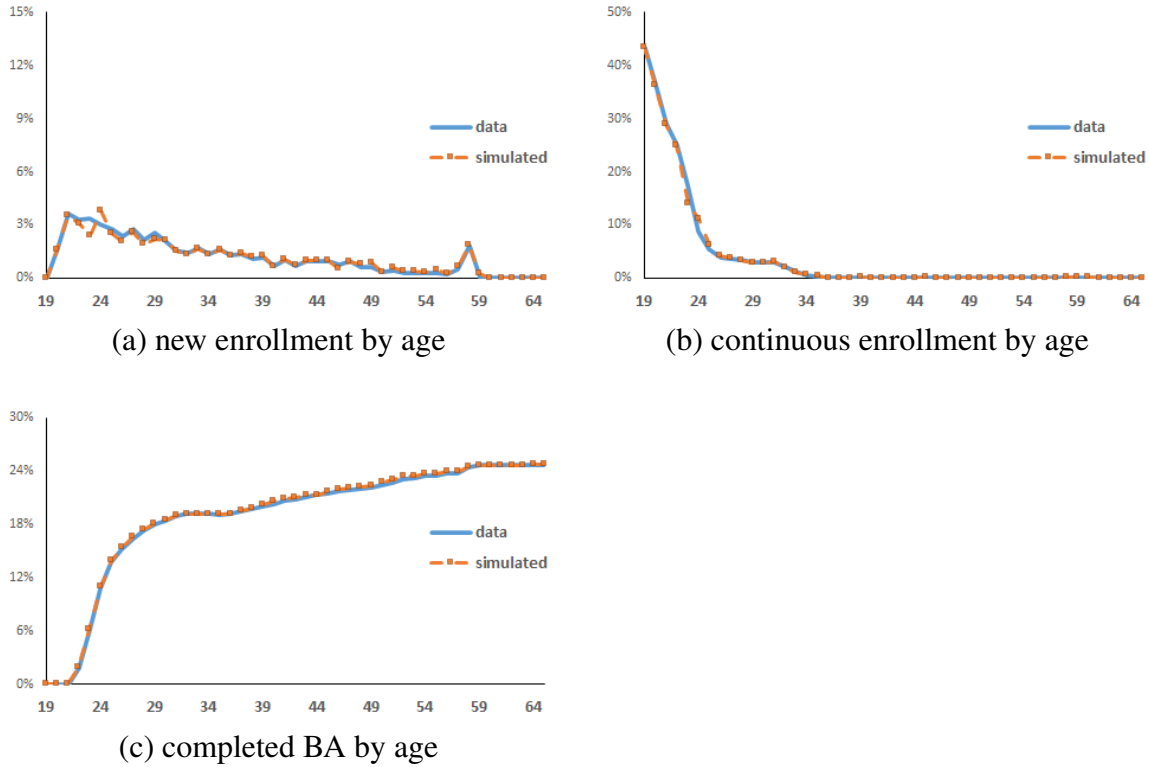 15%
12%
9%
6%
3%
0%
data
simulated
19 24 29 34 39 44 49 54 59 64
(a) new enrollment by age
50%
40%
30%
20%
10%
0%
data
simulated
19 24 29 34 39 44 49 54 59 64
(b) continuous enrollment by age
30%
24%
18%
12%
6%
0%
data
simulated
19 24 29 34 39 44 49 54 59 64
(c) completed BA by age